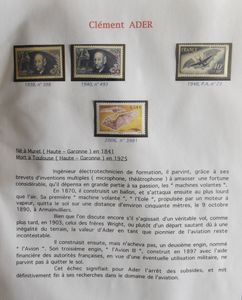 Clément ADER
1938, n° 398
1940, n° 493
1948, P.A. n° 23
FRANCE
2006, n° 3981
Né à Muret ( Haute - Garonne ) en 1841
Mort à Toulouse ( Haute - Garonne ) en 1925
Ingénieur électrotechnicien de formation, il parvint, grâce à ses
brevets d'inventions multiples ( microphone, théâtrophone ) à amasser une fortune
considérable, qu'il dépensa en grande partie à sa passion, les " machines volantes ".
En 1870, il construit un ballon, et s'attaqua ensuite au plus lourd
que l'air. Sa première " machine volante ", " l'Eole ", propulsée par un moteur à
vapeur, quitta le sol sur une distance d'environ cinquante mètres, le 9 octobre
1890, à Armainvilliers.
Bien que l'on discute encore s'il s'agissait d'un véritable vol, comme
plus tard, en 1903, celui des frères Wright, ou plutôt d'un départ sautant dû à une
inégalité du terrain, la valeur d'Ader en tant que pionnier de l'aviation reste
incontestable.
Il construisit ensuite, mais n'acheva pas, un deuxième engin, nommé
" l'Avion ". Son troisième engin, " l'Avion III ", construit en 1897 avec l'aide
financière des autorités françaises, en vue d'une éventuelle utilisation militaire, ne
parvint pas à quitter le sol.
Cet échec signifiait pour Ader l'arrêt des subsides, et mit
définitivement fin à ses recherches dans le domaine de l'aviation.